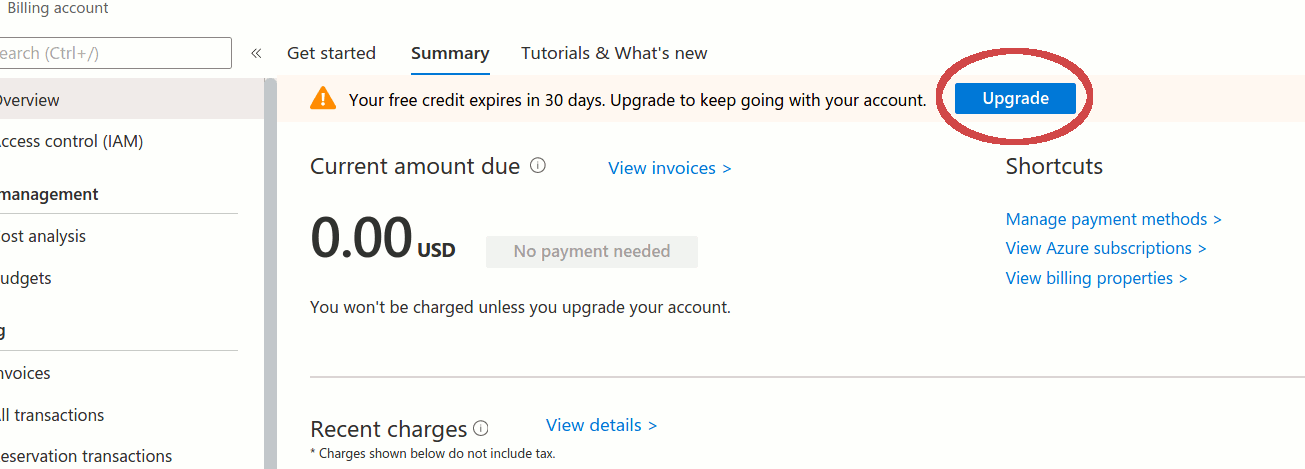 Billing account
earch (Ctrl+/)
«
Get started
Summary
Tutorials & What's new
Overview
Your free credit expires in 30 days. Upgrade to keep going with your account.
Upgrade
ccess control (IAM)
management
ost analysis
udgets
g
nvoices
ll transactions
eservation transactions
Current amount due
View invoices >
0.00 USD
No payment needed
You won't be charged unless you upgrade your account.
Shortcuts
Manage payment methods >
View Azure subscriptions >
View billing properties >
Recent charges
View details >
* Charges shown below do not include tax.